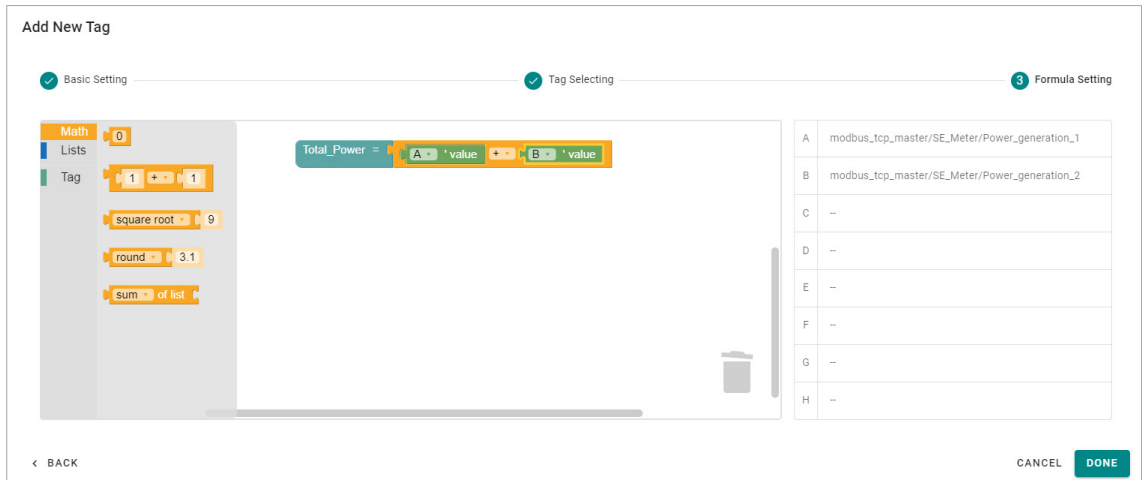 Add New Tag
Basic Setting
Tag Selecting
3 Formula Setting
Math
Lists
Tag
0
1 + 1
square root 9
round 3.1
sum of list
Total_Power = A ' value + B ' value
A modbus_tcp_master/SE_Meter/Power_generation_1
B modbus_tcp_master/SE_Meter/Power_generation_2
C --
D --
E --
F --
G --
H --
< BACK
CANCEL DONE